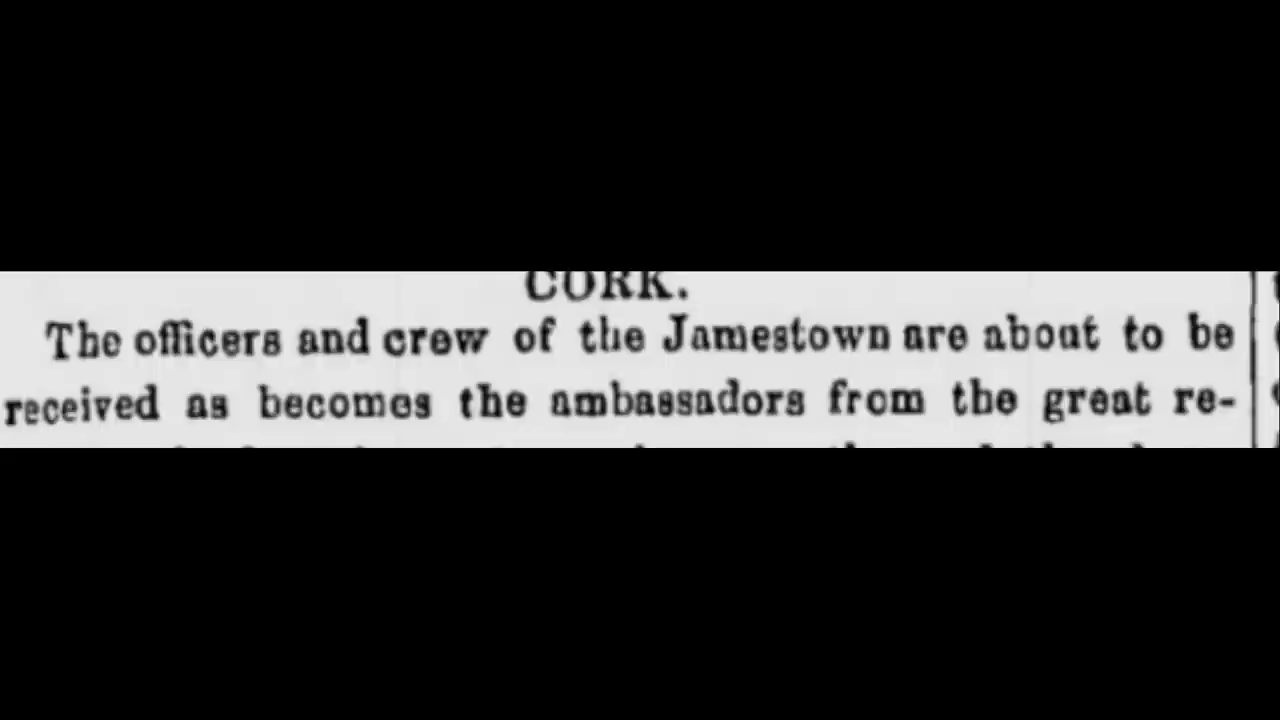 CORK.
The officers and crew of the Jamestown are about to be
received as becomes the ambassadors from the great re-